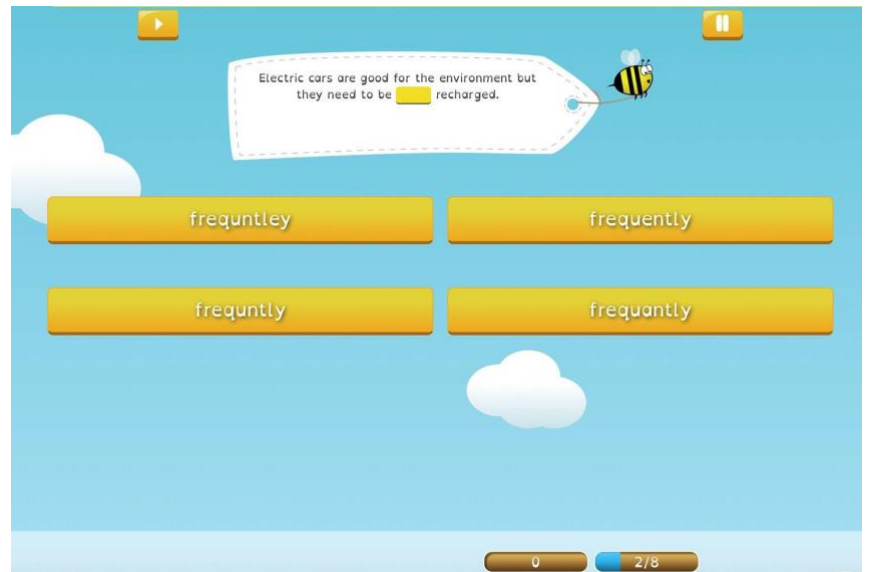 Electric cars are good for the environment but
they need to be recharged.
frequntley
frequently
frequntly
frequantly
0
2/8